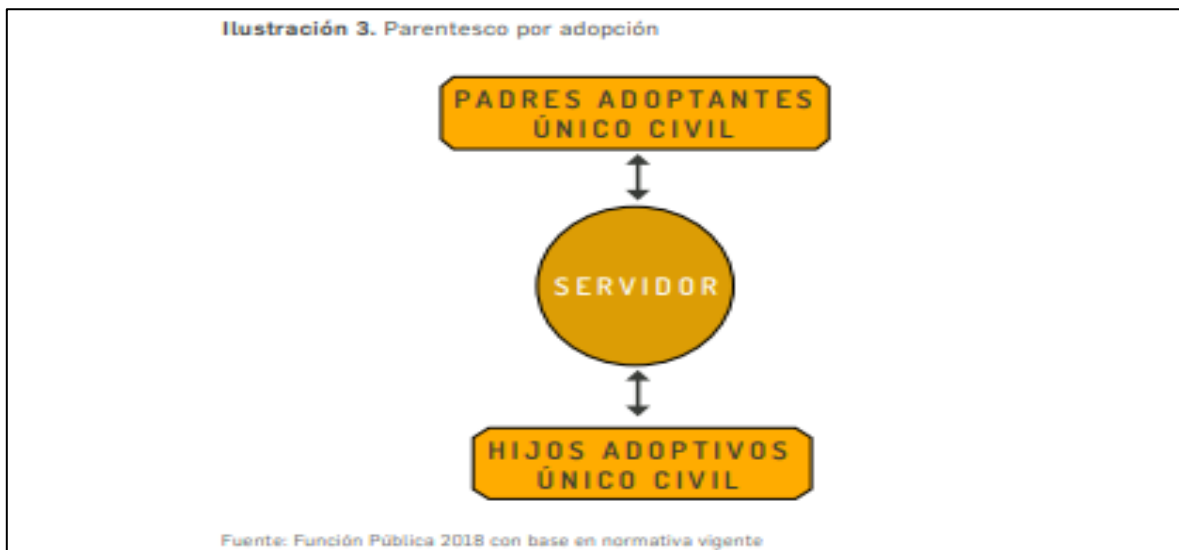 Ilustración 3. Parentesco por adopción
PADRES ADOPTANTES
ÚNICO CIVIL
SERVIDOR
HIJOS ADOPTIVOS
ÚNICO CIVIL
Fuente: Función Pública 2018 con base en normativa vigente